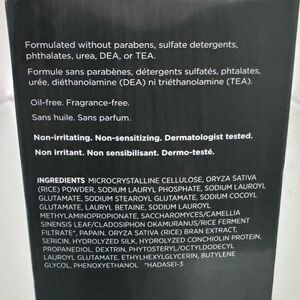 Formulated without parabens, sulfate detergents,
phthalates, urea, DEA, or TEA.
Formule sans parabènes, détergents sulfatés, phtalates,
urée, diéthanolamine (DEA) ni triéthanolamine (TEA).
Oil-free. Fragrance-free.
Sans huile. Sans parfum.
Non-irritating. Non-sensitizing. Dermatologist tested.
Non irritant. Non sensibilisant. Dermo-testé.
INGREDIENTS MICROCRYSTALLINE CELLULOSE, ORYZA SATIVA
(RICE) POWDER, SODIUM LAURYL PHOSPHATE, SODIUM LAUROYL
GLUTAMATE, SODIUM STEAROYL GLUTAMATE, SODIUM COCOYL
GLUTAMATE, LAURYL BETAINE, SODIUM LAUROYL
METHYLAMINOPROPIONATE, SACCHAROMYCES/CAMELLIA
SINENSIS LEAF/CLADOSIPHON OKAMURANUS/RICE FERMENT
FILTRATE*, PAPAIN, ORYZA SATIVA (RICE) BRAN EXTRACT,
SERICIN, HYDROLYZED SILK, HYDROLYZED CONCHIOLIN PROTEIN,
PROPANEDIOL, DEXTRIN, PHYTOSTERYL/OCTYLDODECYL
LAUROYL GLUTAMATE, ETHYLHEXYLGLYCERIN, BUTYLENE
GLYCOL, PHENOXYETHANOL *HADASEI-3